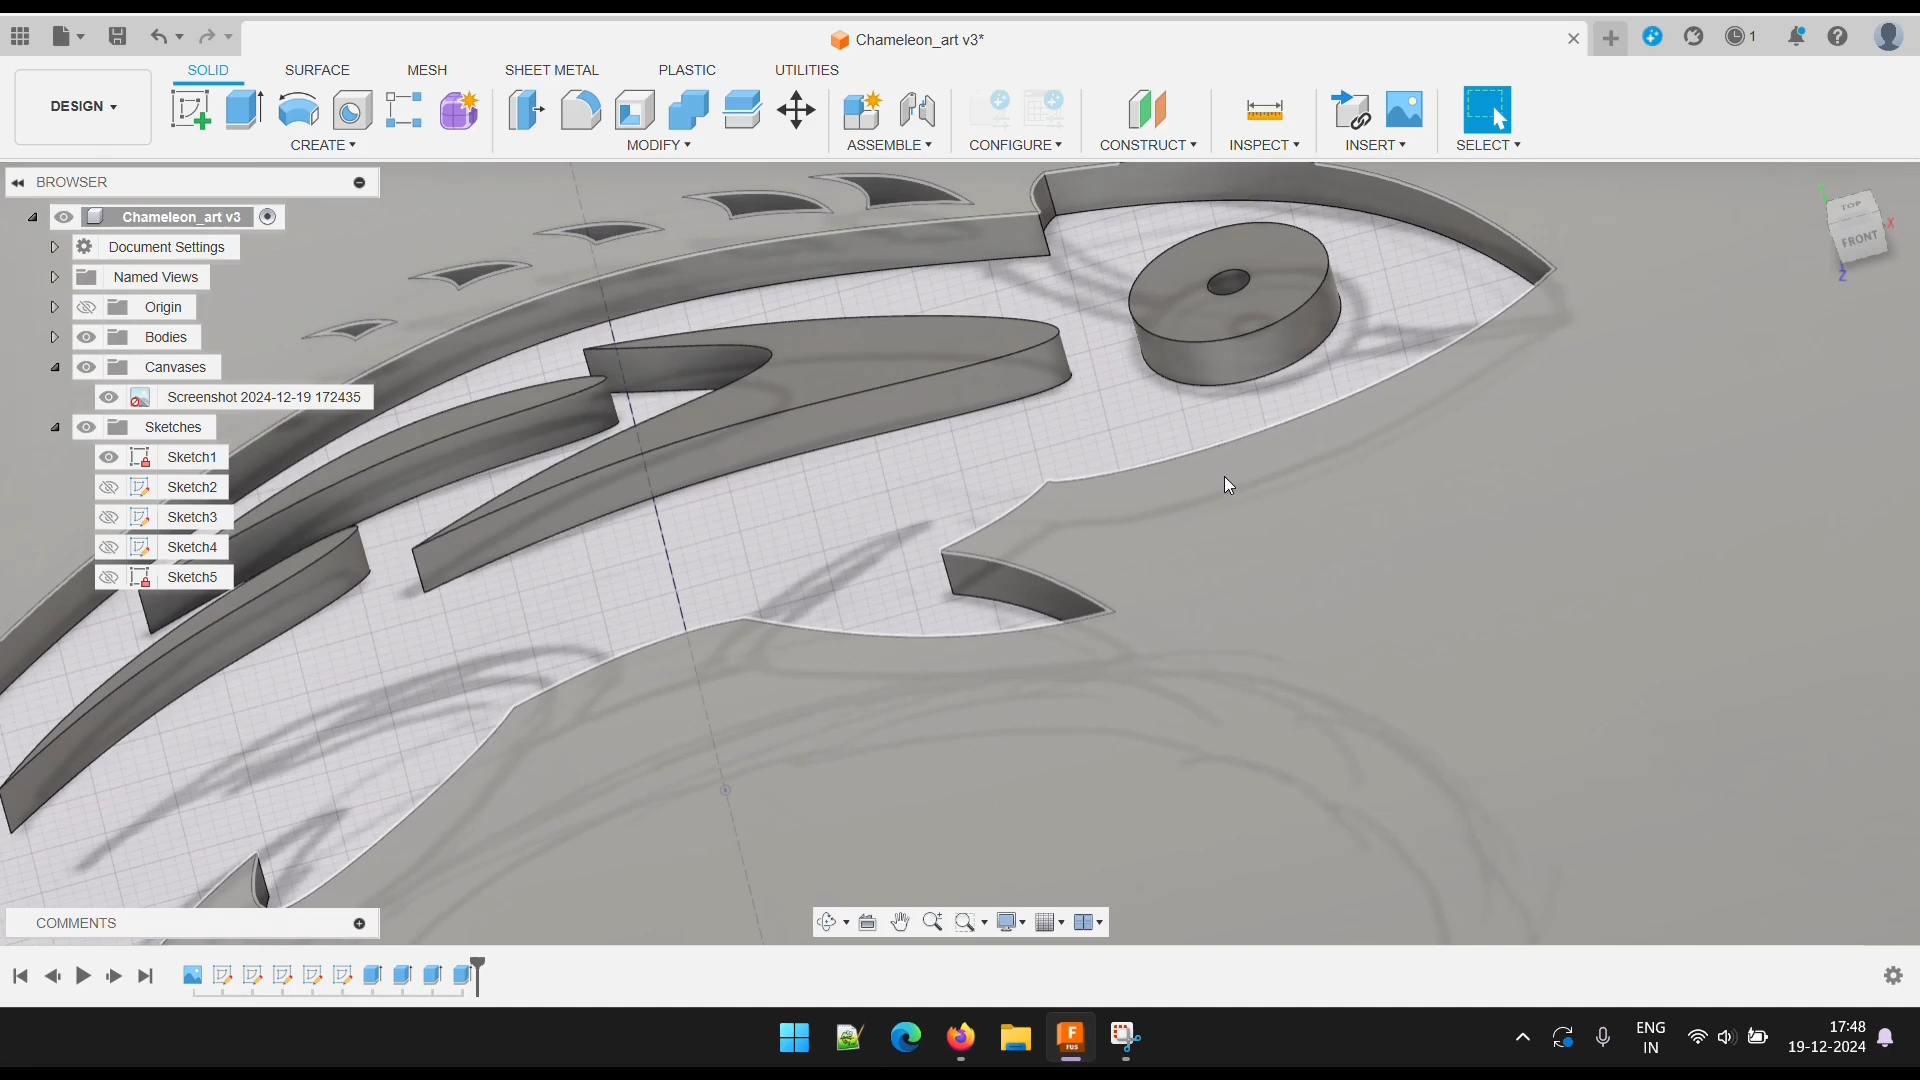 Chameleon_art v3*
1
SOLID SURFACE MESH SHEET METAL PLASTIC UTILITIES
DESIGN
CREATE MODIFY ASSEMBLE CONFIGURE CONSTRUCT INSPECT INSERT SELECT
BROWSER
Chameleon_art v3
Document Settings
Named Views
Origin
Bodies
Canvases
Screenshot 2024-12-19 172435
Sketches
Sketch1
Sketch2
Sketch3
Sketch4
Sketch5
TOP
FRONT
X
Z
COMMENTS
F
FUS
ENG
IN
17:48
19-12-2024